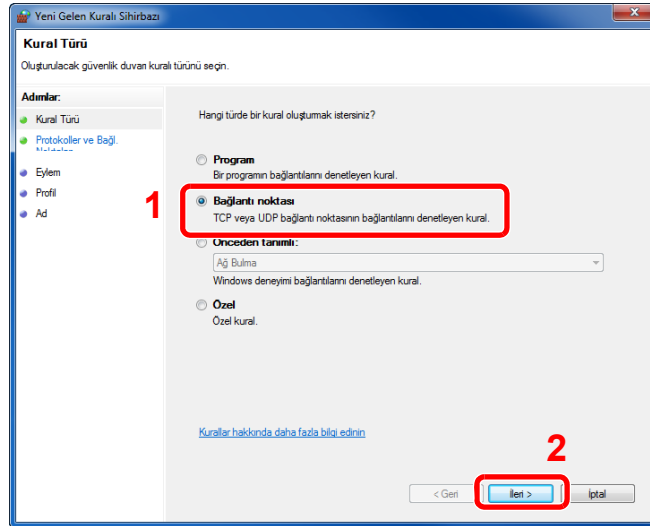 Yeni Gelen Kuralı Sihirbazı
Kural Türü
Oluşturulacak güvenlik duvarı kuralı türünü seçin.
Adımlar:
Kural Türü
Protokoller ve Bağl.
Eylem
Profil
Ad
Hangi türde bir kural oluşturmak istersiniz?
Program
Bir programın bağlantılarını denetleyen kural.
1
Bağlantı noktası
TCP veya UDP bağlantı noktasının bağlantılarını denetleyen kural.
Önceden tanımlı:
Ağ Bulma
Windows deneyimi bağlantılarını denetleyen kural.
Özel
Özel kural.
Kurallar hakkında daha fazla bilgi edinin
2
< Geri
İleri >
İptal